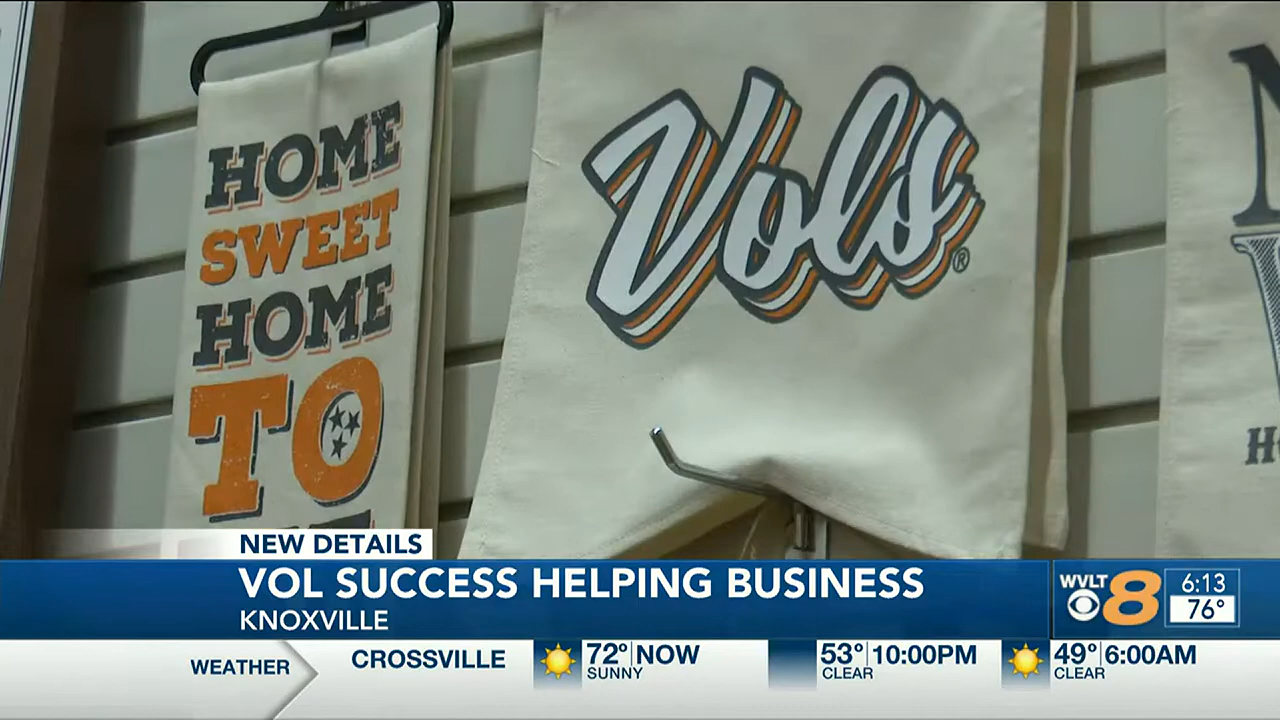 HOME
SWEET
HOME
TO
Vols
®
NEW DETAILS
VOL SUCCESS HELPING BUSINESS
KNOXVILLE
WVLT
8
6:13
76°
WEATHER
CROSSVILLE
72° NOW
SUNNY
53° 10:00PM
CLEAR
49° 6:00AM
CLEAR